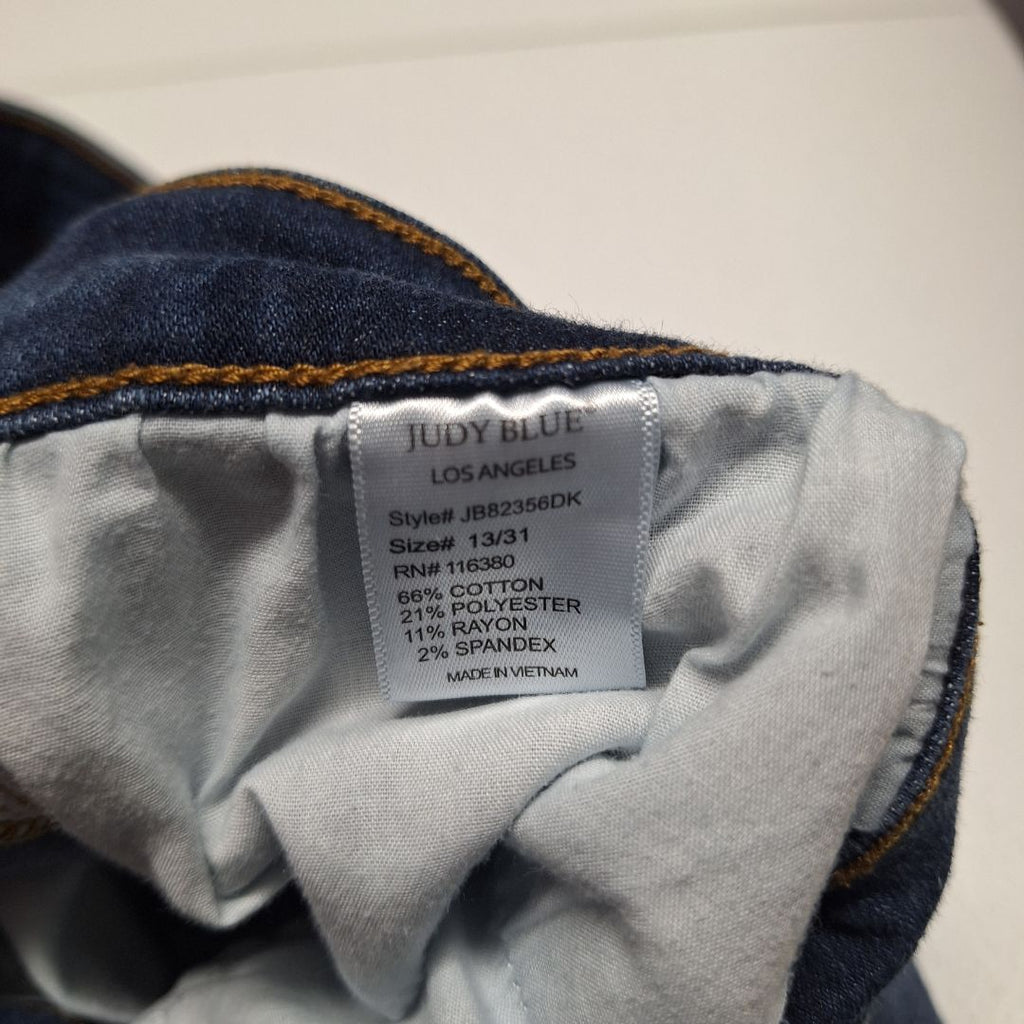 JUDY BLUE
LOS ANGELES
Style# JB82356DK
Size# 13/31
RN# 116380
66% COTTON
21% POLYESTER
11% RAYON
2% SPANDEX
MADE IN VIETNAM